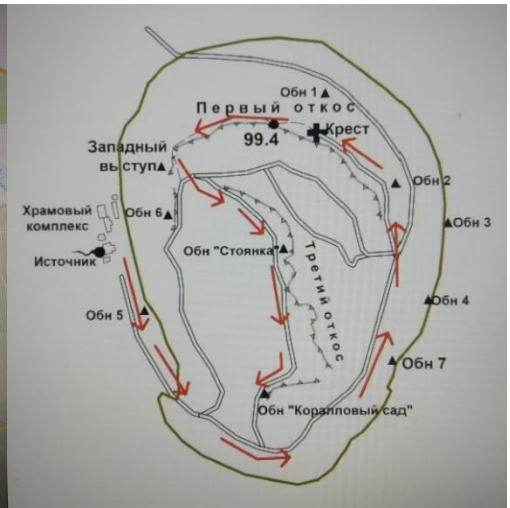 Обн 1
Первый откос
99.4
Крест
Западный
выступ
Обн 2
Храмовый
комплекс
Обн 6
Обн 3
Источник
Обн "Стоянка"
Третий откос
Обн 4
Обн 5
Обн 7
Обн "Коралловый сад"